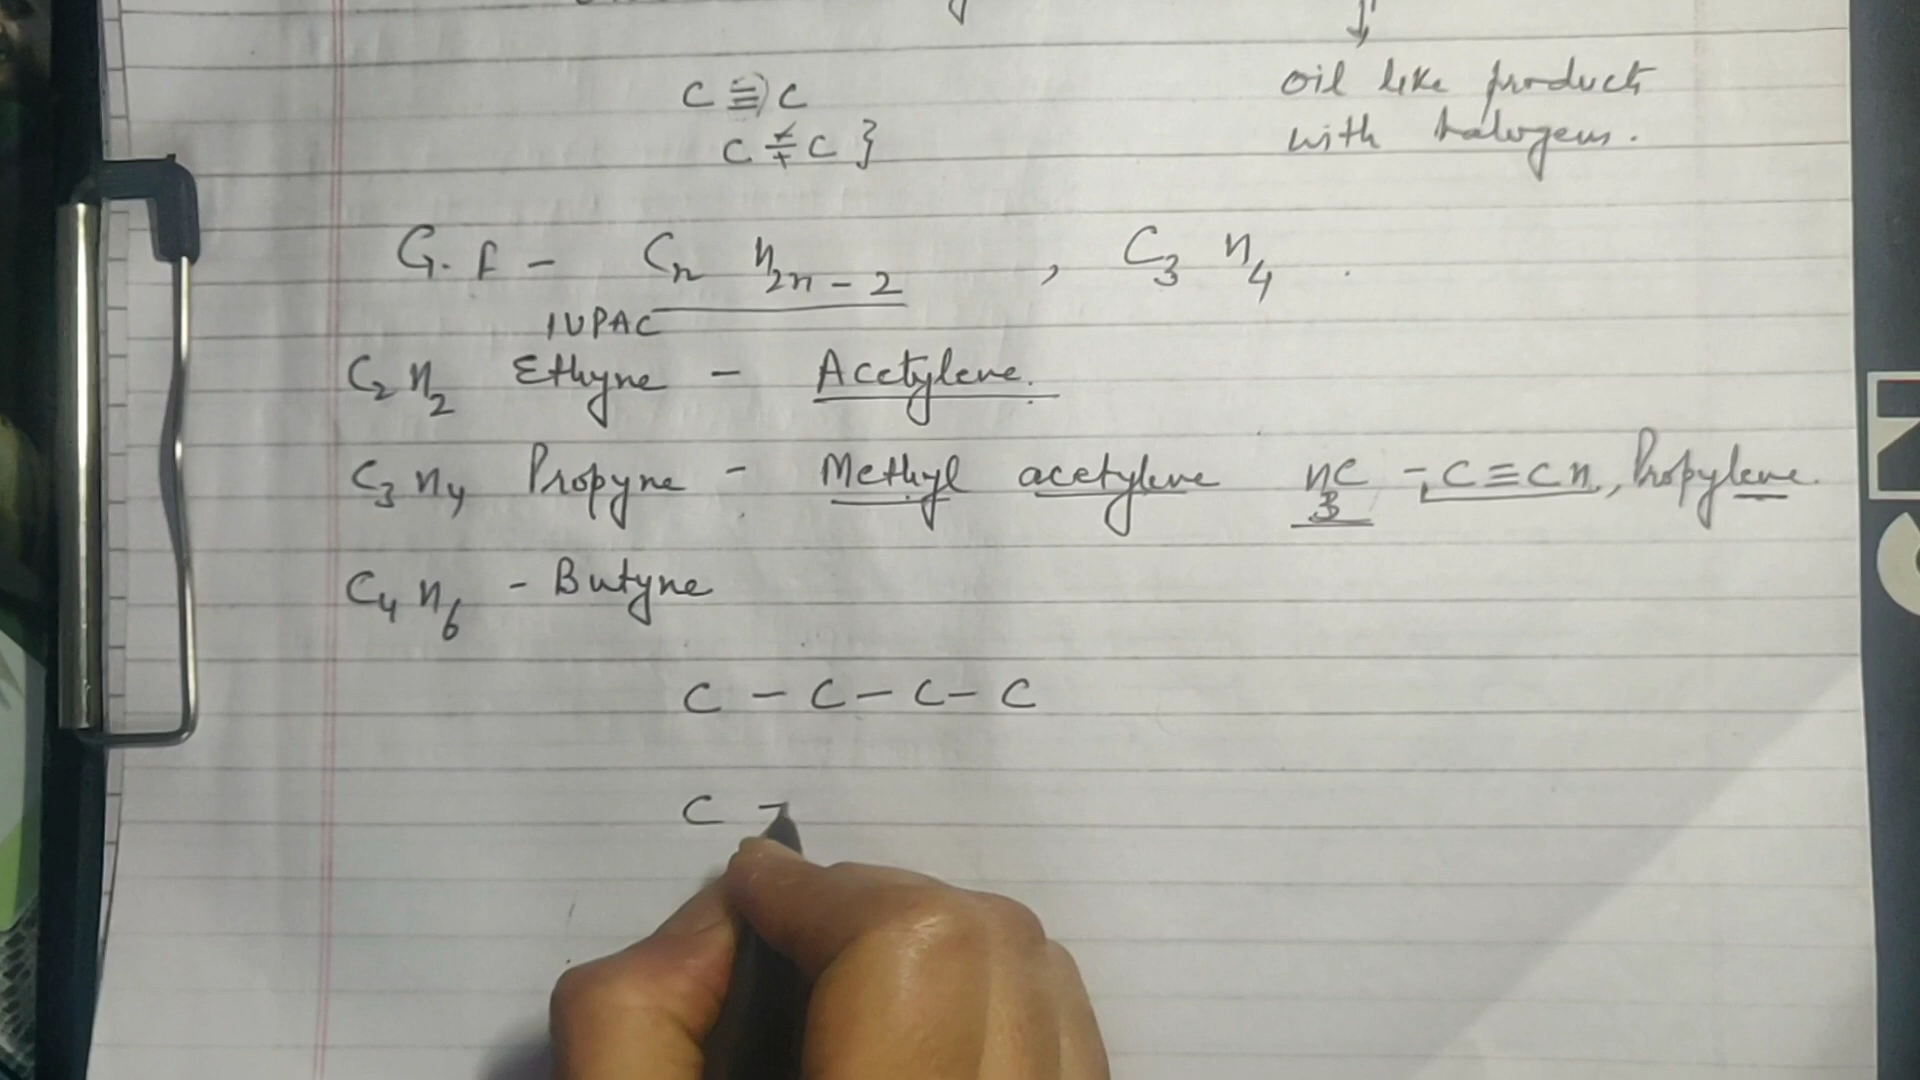 oil like product
with halogens.
C ≡ C
C ≠ C }
G.f - CnH2n-2 , C3H4 .
IUPAC
C2H2 Ethyne - Acetylene.
C3H4 Propyne - Methyl acetylene H3C - C ≡ CH, Propylene.
C4H6 - Butyne
C - C - C - C
C -